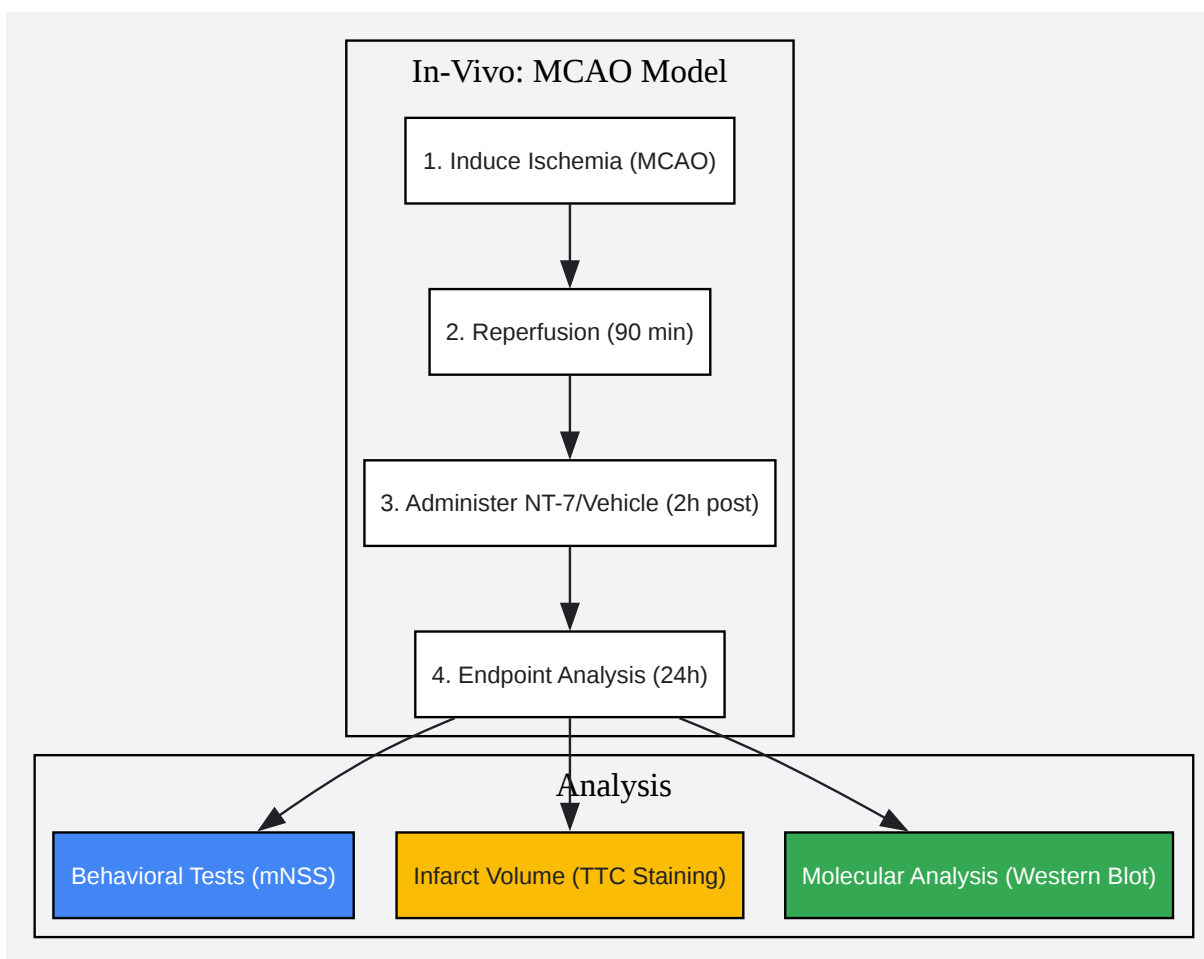 In-Vivo: MCAO Model
1. Induce Ischemia (MCAO)
2. Reperfusion (90 min)
3. Administer NT-7/Vehicle (2h post)
4. Endpoint Analysis (24h)
Analysis
Behavioral Tests (mNSS)
Infarct Volume (TTC Staining)
Molecular Analysis (Western Blot)